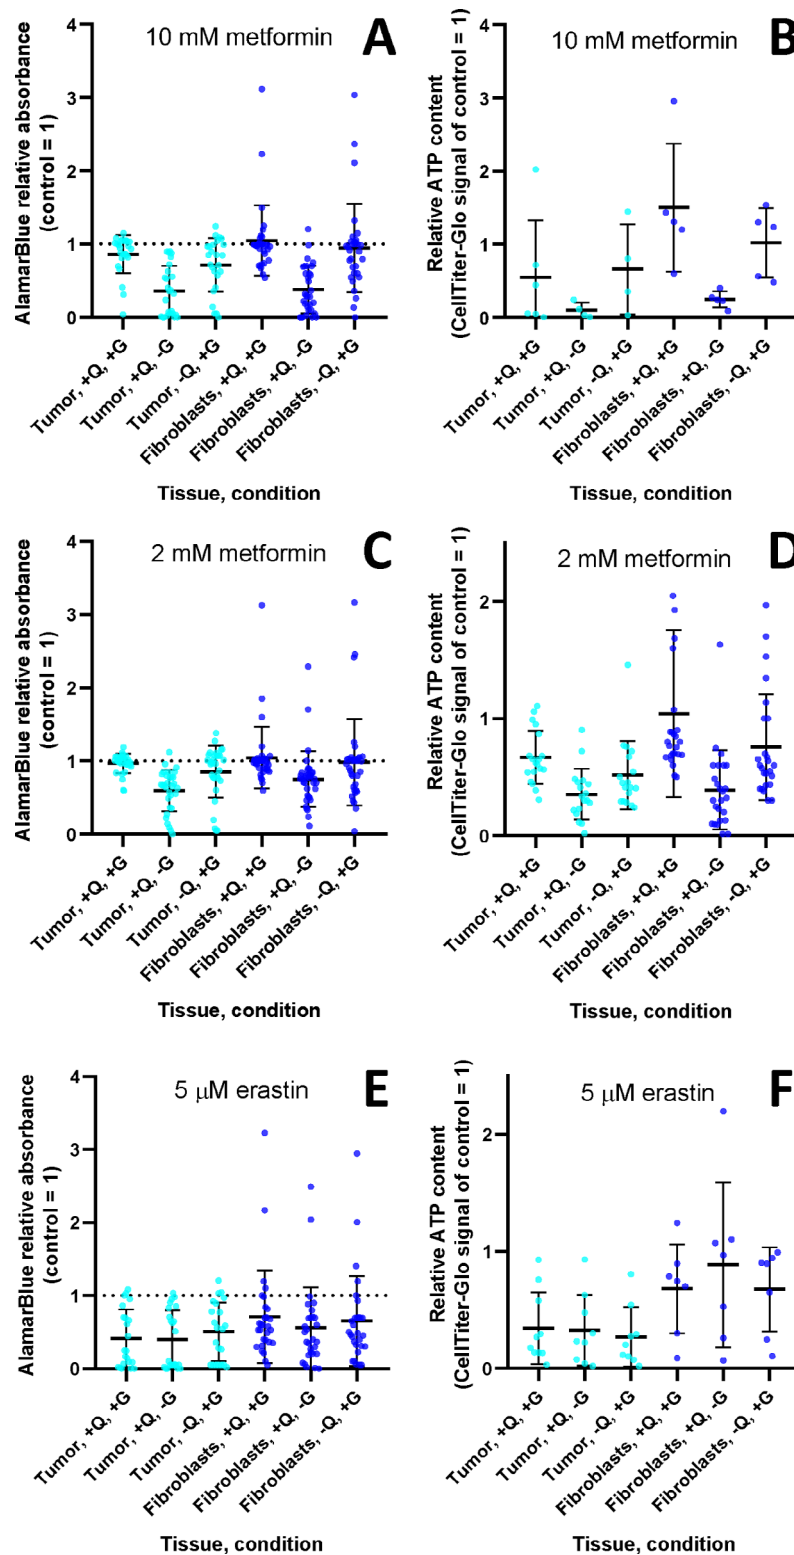 A
10 mM metformin
AlamarBlue relative absorbance
(control = 1)
4
3
2
1
0
Tumor, +Q, +G
Tumor, +Q, -G
Tumor, -Q, +G
Fibroblasts, +Q, +G
Fibroblasts, +Q, -G
Fibroblasts, -Q, +G
Tissue, condition
B
10 mM metformin
Relative ATP content
(CellTiter-Glo signal of control = 1)
4
3
2
1
0
Tumor, +Q, +G
Tumor, +Q, -G
Tumor, -Q, +G
Fibroblasts, +Q, +G
Fibroblasts, +Q, -G
Fibroblasts, -Q, +G
Tissue, condition
C
2 mM metformin
AlamarBlue relative absorbance
(control = 1)
4
3
2
1
0
Tumor, +Q, +G
Tumor, +Q, -G
Tumor, -Q, +G
Fibroblasts, +Q, +G
Fibroblasts, +Q, -G
Fibroblasts, -Q, +G
Tissue, condition
D
2 mM metformin
Relative ATP content
(CellTiter-Glo signal of control = 1)
2
1
0
Tumor, +Q, +G
Tumor, +Q, -G
Tumor, -Q, +G
Fibroblasts, +Q, +G
Fibroblasts, +Q, -G
Fibroblasts, -Q, +G
Tissue, condition
E
5 μM erastin
AlamarBlue relative absorbance
(control = 1)
4
3
2
1
0
Tumor, +Q, +G
Tumor, +Q, -G
Tumor, -Q, +G
Fibroblasts, +Q, +G
Fibroblasts, +Q, -G
Fibroblasts, -Q, +G
Tissue, condition
F
5 μM erastin
Relative ATP content
(CellTiter-Glo signal of control = 1)
2
1
0
Tumor, +Q, +G
Tumor, +Q, -G
Tumor, -Q, +G
Fibroblasts, +Q, +G
Fibroblasts, +Q, -G
Fibroblasts, -Q, +G
Tissue, condition